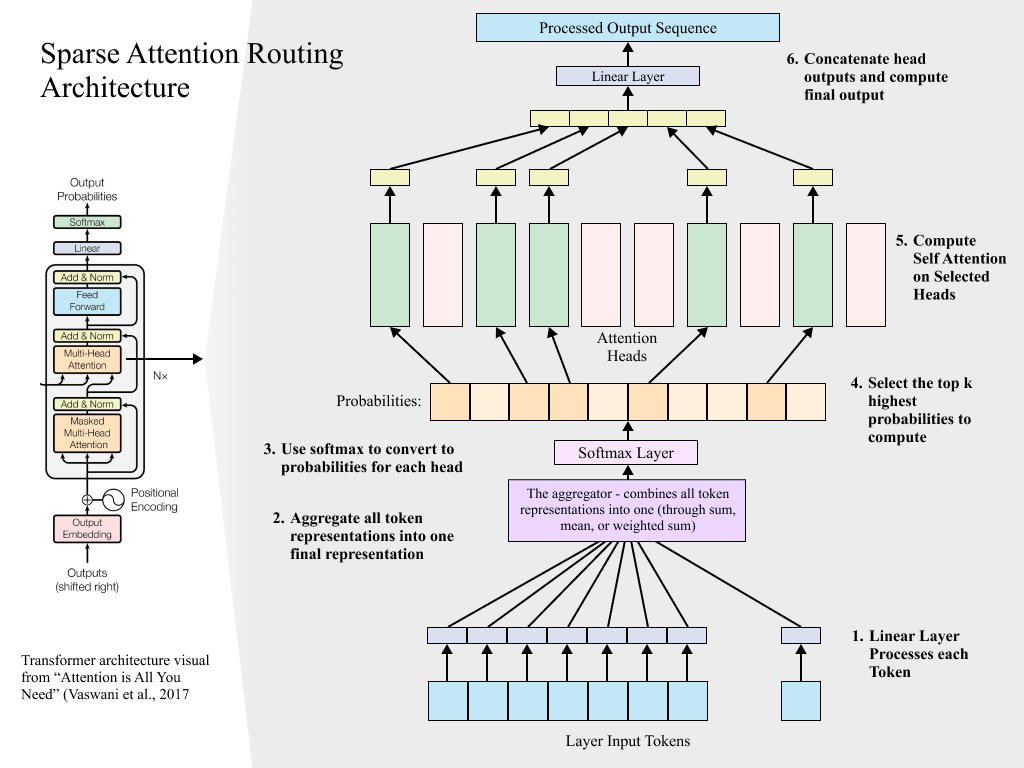 Sparse Attention Routing
Architecture
Output
Probabilities
Softmax
Linear
Add & Norm
Feed
Forward
Add & Norm
Multi-Head
Attention
N×
Add & Norm
Masked
Multi-Head
Attention
Positional
Encoding
Output
Embedding
Outputs
(shifted right)
Transformer architecture visual
from “Attention is All You
Need” (Vaswani et al., 2017
Processed Output Sequence
Linear Layer
6. Concatenate head
outputs and compute
final output
5. Compute
Self Attention
on Selected
Heads
Attention
Heads
Probabilities:
4. Select the top k
highest
probabilities to
compute
Softmax Layer
3. Use softmax to convert to
probabilities for each head
The aggregator - combines all token
representations into one (through sum,
mean, or weighted sum)
2. Aggregate all token
representations into one
final representation
1. Linear Layer
Processes each
Token
Layer Input Tokens